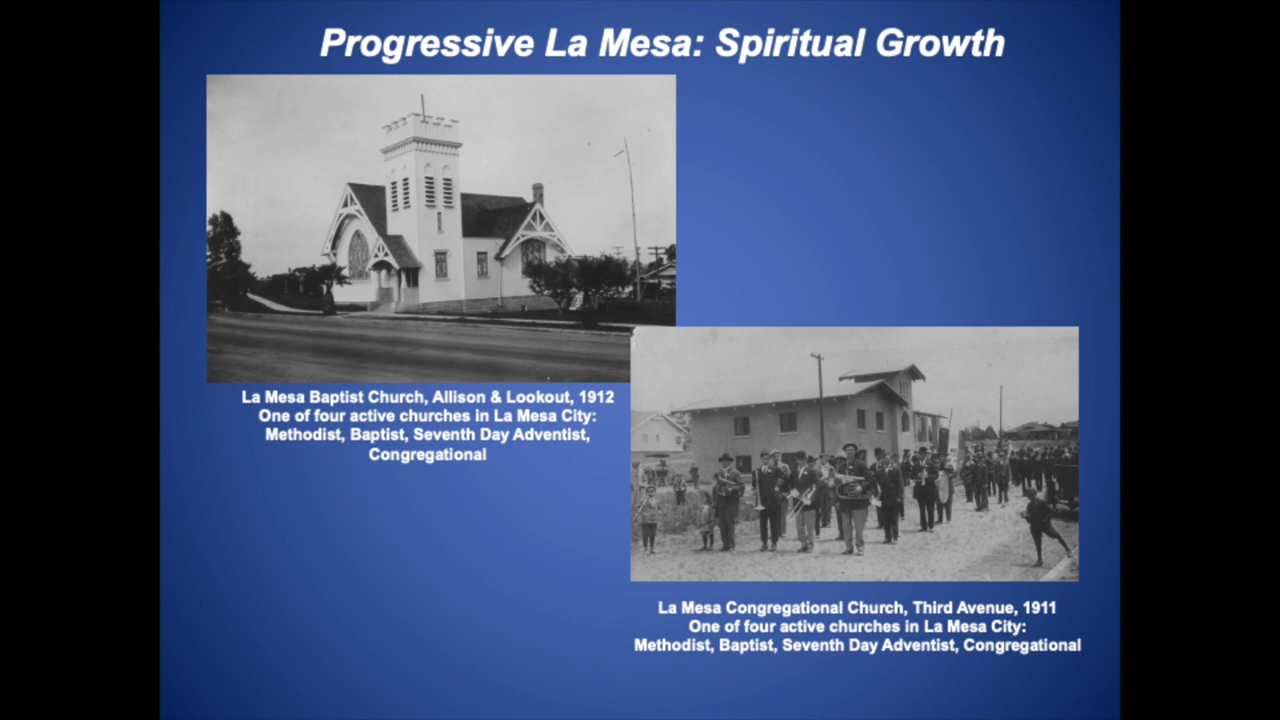 Progressive La Mesa: Spiritual Growth
La Mesa Baptist Church, Allison & Lookout, 1912
One of four active churches in La Mesa City:
Methodist, Baptist, Seventh Day Adventist,
Congregational
La Mesa Congregational Church, Third Avenue, 1911
One of four active churches in La Mesa City:
Methodist, Baptist, Seventh Day Adventist, Congregational